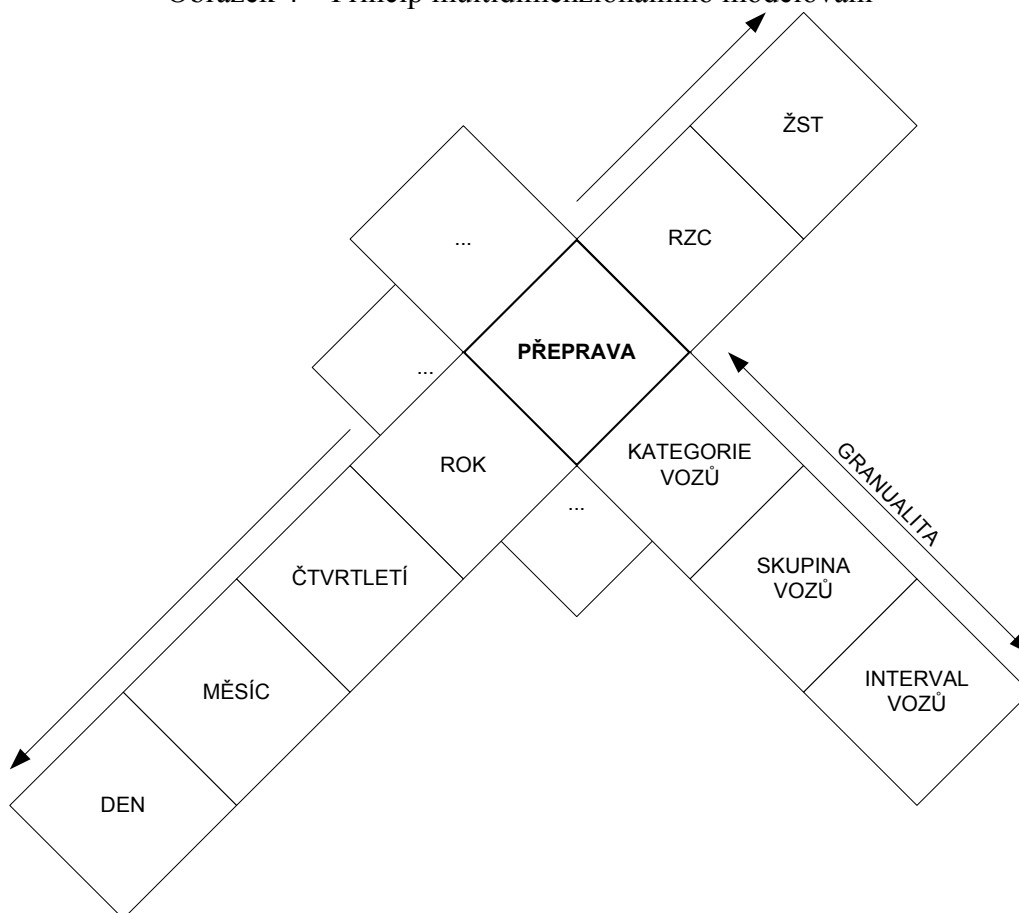 ŽST
...
RZC
PŘEPRAVA
...
ROK
KATEGORIE
VOZŮ
GRANUALITA
...
ČTVRTLETÍ
SKUPINA
VOZŮ
MĚSÍC
INTERVAL
VOZŮ
DEN